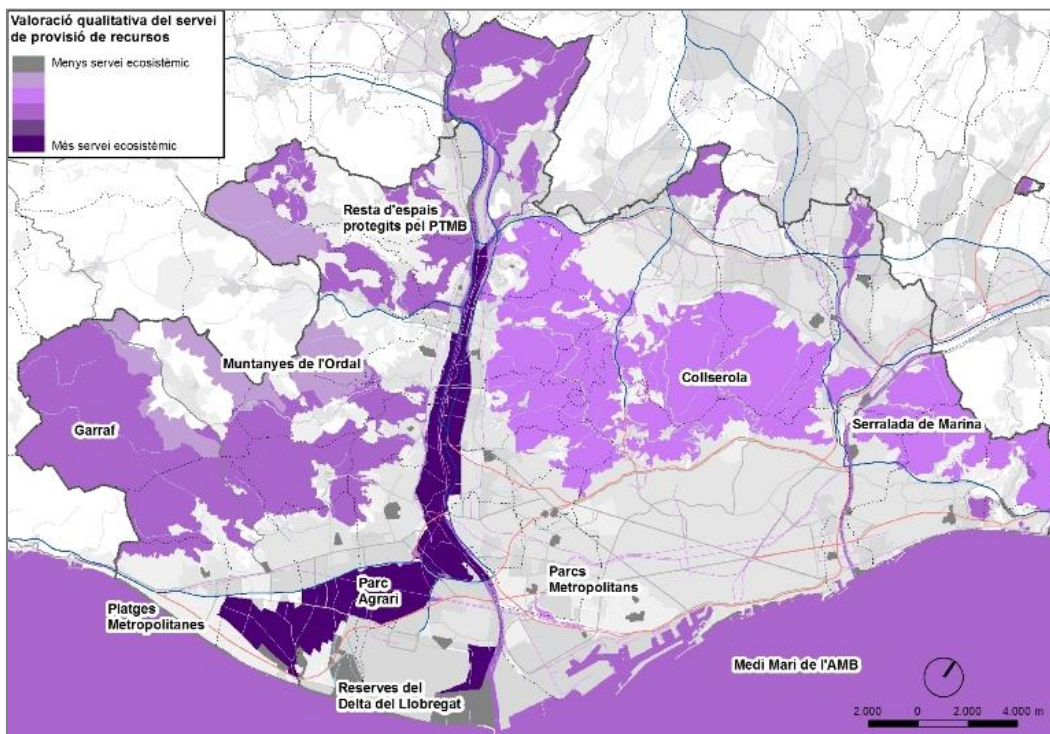 Valoració qualitativa del servei
de provisió de recursos
Menys servei ecosistèmic
Més servei ecosistèmic
Resta d'espais
protegits pel PTMB
Muntanyes de l'Ordal
Garraf
Collserola
Serralada de Marina
Parc
Agrari
Parcs
Metropolitans
Platges
Metropolitanes
Reserves del
Delta del Llobregat
Medi Marí de l'AMB
2.000 0 2.000 4.000 m